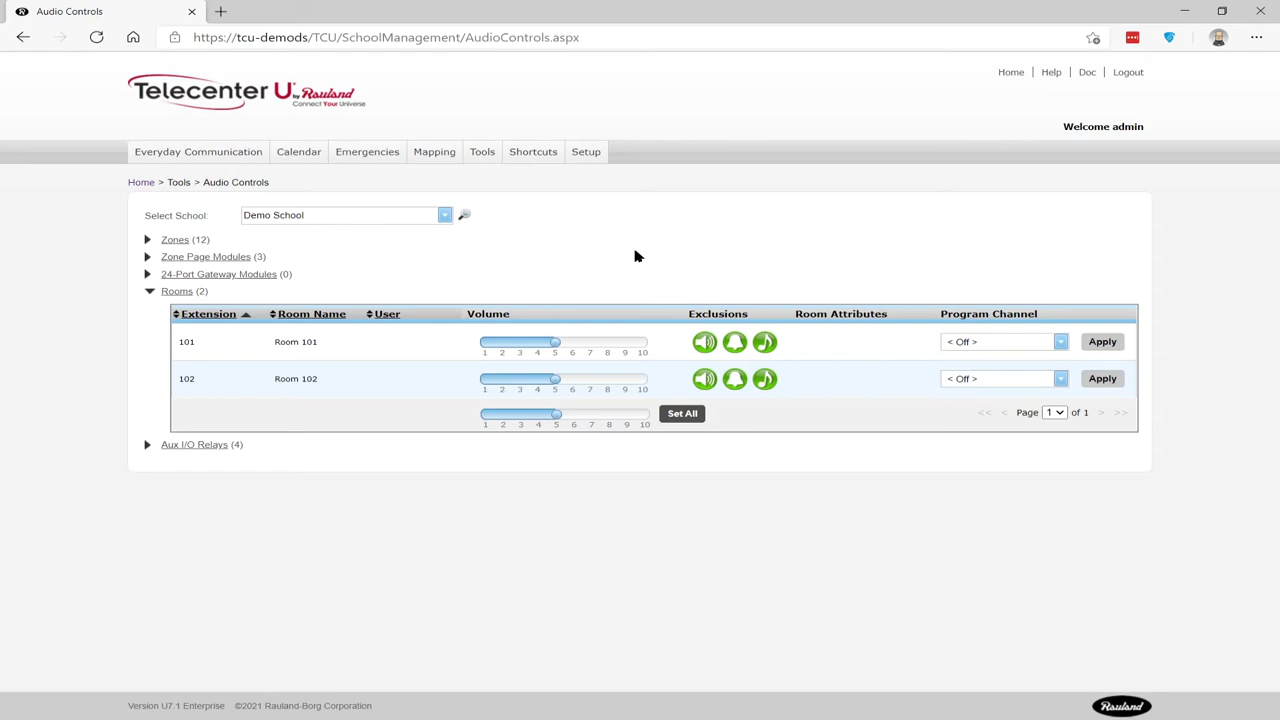 Audio Controls
https://tcu-demods/TCU/SchoolManagement/AudioControls.aspx
Telecenter U by Rauland
Connect Your Universe
Home Help Doc Logout
Welcome admin
Everyday Communication Calendar Emergencies Mapping Tools Shortcuts Setup
Home > Tools > Audio Controls
Select School: Demo School
Zones (12)
Zone Page Modules (3)
24-Port Gateway Modules (0)
Rooms (2)
Extension Room Name User Volume Exclusions Room Attributes Program Channel
101 Room 101 < Off > Apply
1 2 3 4 5 6 7 8 9 10
102 Room 102 < Off > Apply
1 2 3 4 5 6 7 8 9 10
Set All << < Page 1 of 1 > >>
1 2 3 4 5 6 7 8 9 10
Aux I/O Relays (4)
Version U7.1 Enterprise ©2021 Rauland-Borg Corporation
Rauland